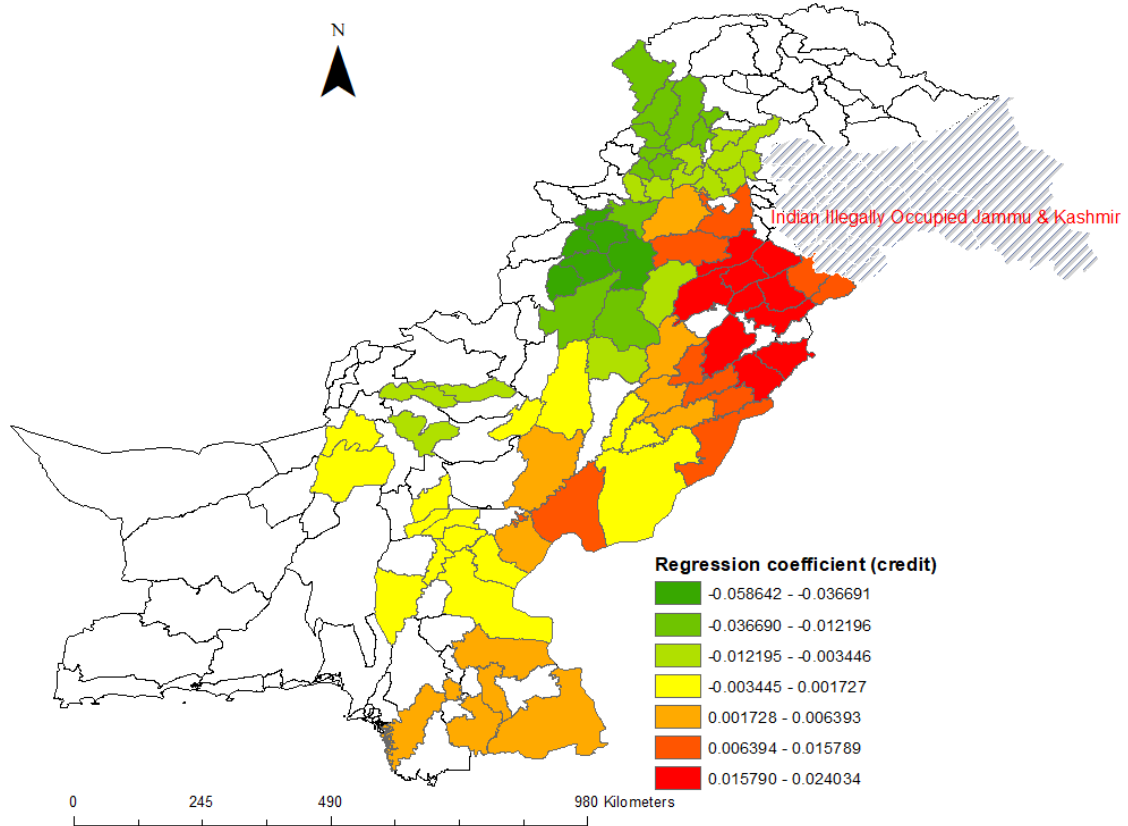 N
Indian Illegally Occupied Jammu & Kashmir
Regression coefficient (credit)
-0.058642 - -0.036691
-0.036690 - -0.012196
-0.012195 - -0.003446
-0.003445 - 0.001727
0.001728 - 0.006393
0.006394 - 0.015789
0.015790 - 0.024034
0 245 490 980 Kilometers